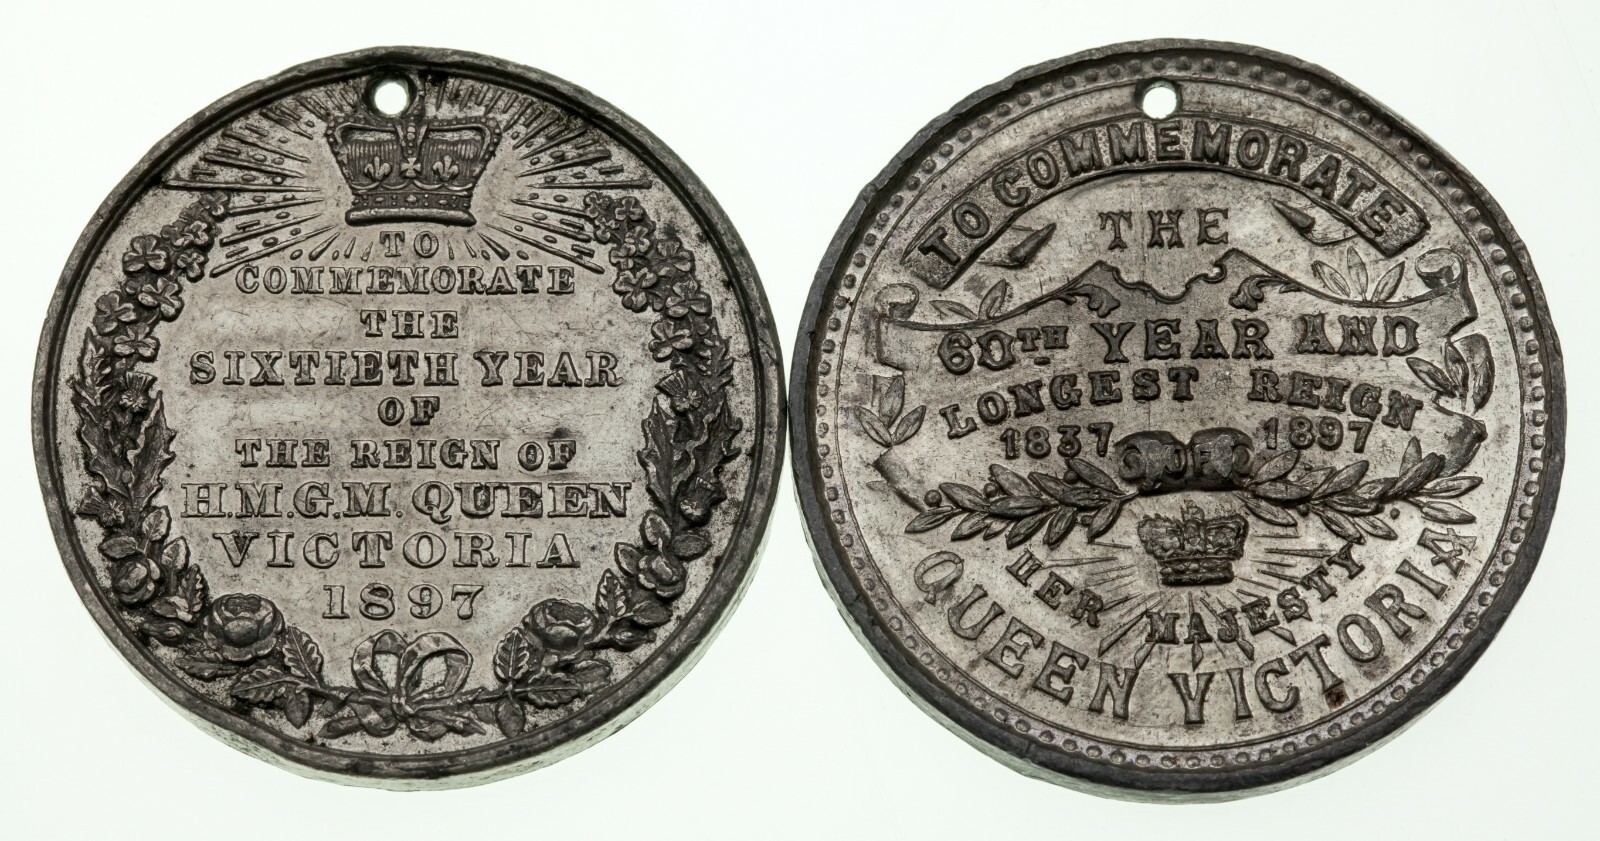 TO
COMMEMORATE
THE
SIXTIETH YEAR
OF
THE REIGN OF
H.M.G.M. QUEEN
VICTORIA
1897
TO COMMEMORATE
THE
60TH YEAR AND
LONGEST REIGN
1837 OF 1897
HER MAJESTY
QUEEN VICTORIA